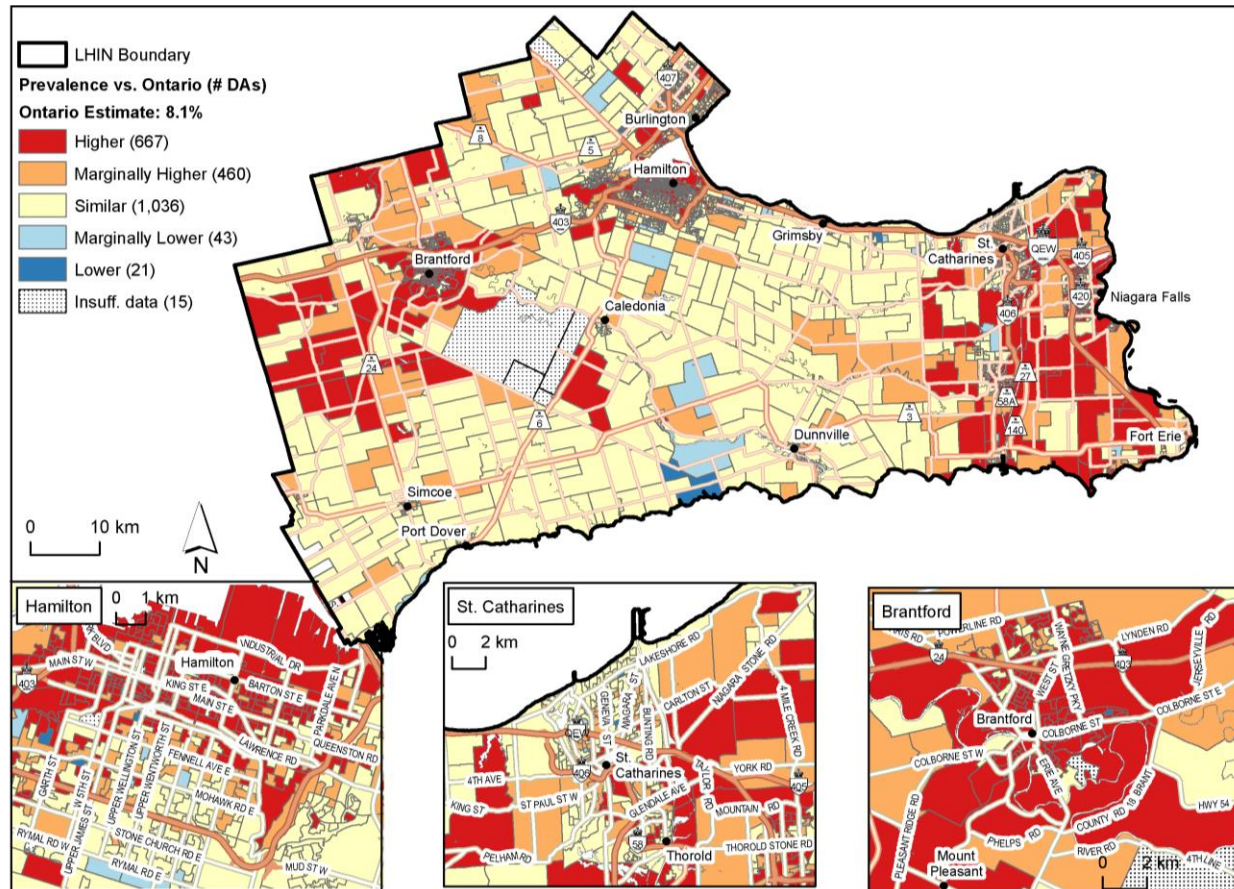 LHIN Boundary
Prevalence vs. Ontario (# DAs)
Ontario Estimate: 8.1%
Higher (667)
Marginally Higher (460)
Similar (1,036)
Marginally Lower (43)
Lower (21)
Insuff. data (15)
407
Burlington
8
5
Hamilton
403
Grimsby
St.
Catharines
QEW
405
Brantford
420
Niagara Falls
Caledonia
406
24
27
58A
6
3
140
Dunnville
Fort Erie
Simcoe
Port Dover
0 10 km
N
Hamilton
0 1 km
BLVD
INDUSTRIAL DR
MAIN ST W
403
Hamilton
KING ST E
BARTON ST E
MAIN ST E
PARKDALE AVE N
LAWRENCE RD
QUEENSTON RD
GARTH ST
W 5TH ST
UPPER JAMES ST
UPPER WELLINGTON ST
UPPER WENTWORTH ST
FENNELL AVE E
MOHAWK RD E
RYMAL RD W
STONE CHURCH RD E
RYMAL RD E
MUD ST W
St. Catharines
0 2 km
LAKESHORE RD
GENEVA ST
NIAGARA ST
BUNTING RD
CARLTON ST
NIAGARA STONE RD
4 MILE CREEK RD
QEW
406
St.
Catharines
4TH AVE
YORK RD
405
KING ST
ST PAUL ST W
GLENDALE AVE
TAYLOR RD
MOUNTAIN RD
58
Thorold
THOROLD STONE RD
PELHAM RD
Brantford
POWERLINE RD
24
WEST ST
WAYNE GRETZKY PKY
LYNDEN RD
403
JERSEYVILLE RD
Brantford
COLBORNE ST E
COLBORNE ST
COLBORNE ST W
ERIE AVE
COUNTY RD 18 BRANT
HWY 54
PLEASANT RIDGE RD
PHELPS RD
RIVER RD
Mount
Pleasant
0 2 km
4TH LINE